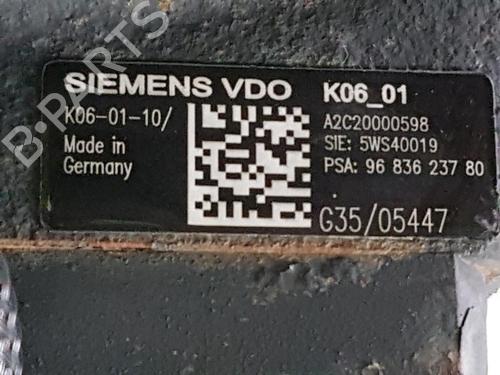 B-PARTS
SIEMENS VDO K06_01
K06-01-10/ A2C20000598
Made in SIE: 5WS40019
Germany PSA: 96 836 237 80
G35/05447